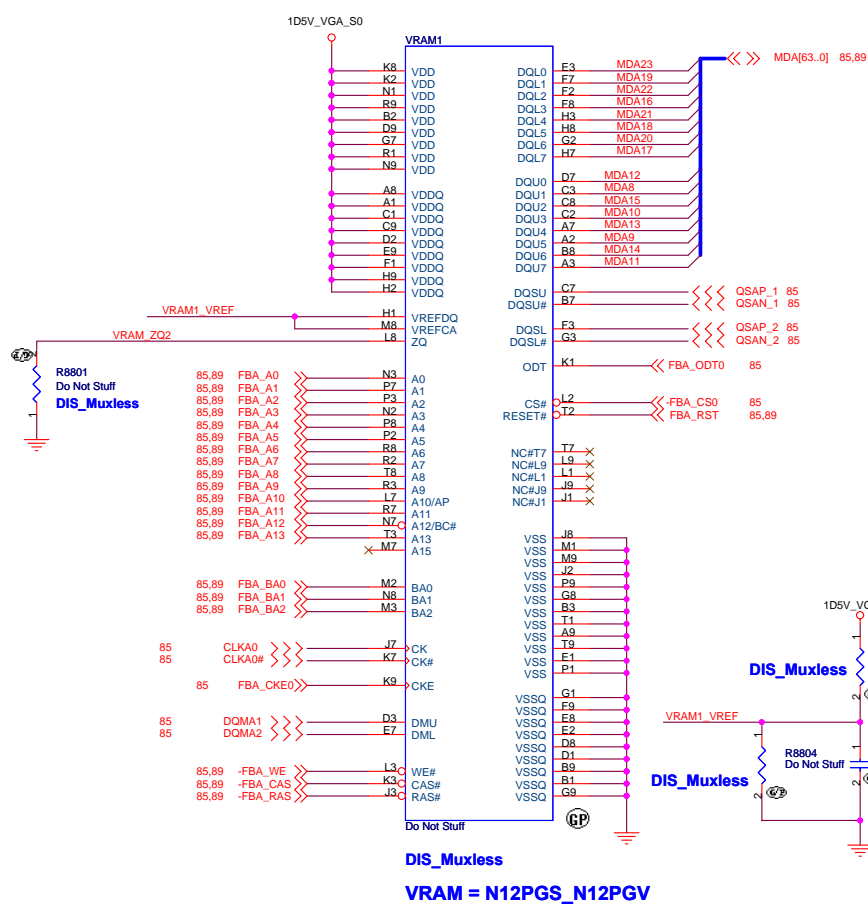 1D5V_VGA_S0
VRAM1
K8 VDD
K2 VDD
N1 VDD
R9 VDD
B2 VDD
D9 VDD
G7 VDD
R1 VDD
N9 VDD
A8 VDDQ
A1 VDDQ
C1 VDDQ
C9 VDDQ
D2 VDDQ
E9 VDDQ
F1 VDDQ
H9 VDDQ
H2 VDDQ
VRAM1_VREF H1 VREFDQ
M8 VREFCA
VRAM_ZQ2 L8 ZQ
2
R8801
Do Not Stuff
DIS_Muxless
1
85,89 FBA_A0 N3 A0
85,89 FBA_A1 P7 A1
85,89 FBA_A2 P3 A2
85,89 FBA_A3 N2 A3
85,89 FBA_A4 P8 A4
85,89 FBA_A5 P2 A5
85,89 FBA_A6 R8 A6
85,89 FBA_A7 R2 A7
85,89 FBA_A8 T8 A8
85,89 FBA_A9 R3 A9
85,89 FBA_A10 L7 A10/AP
85,89 FBA_A11 R7 A11
85,89 FBA_A12 N7 A12/BC#
85,89 FBA_A13 T3 A13
M7 A15
85,89 FBA_BA0 M2 BA0
85,89 FBA_BA1 N8 BA1
85,89 FBA_BA2 M3 BA2
85 CLKA0 J7 CK
85 CLKA0# K7 CK#
85 FBA_CKE0 K9 CKE
85 DQMA1 D3 DMU
85 DQMA2 E7 DML
85,89 -FBA_WE L3 WE#
85,89 -FBA_CAS K3 CAS#
85,89 -FBA_RAS J3 RAS#
DQL0 E3 MDA23 MDA[63..0] 85,89
DQL1 F7 MDA19
DQL2 F2 MDA22
DQL3 F8 MDA16
DQL4 H3 MDA21
DQL5 H8 MDA18
DQL6 G2 MDA20
DQL7 H7 MDA17
DQU0 D7 MDA12
DQU1 C3 MDA8
DQU2 C8 MDA15
DQU3 C2 MDA10
DQU4 A7 MDA13
DQU5 A2 MDA9
DQU6 B8 MDA14
DQU7 A3 MDA11
DQSU C7 QSAP_1 85
DQSU# B7 QSAN_1 85
DQSL F3 QSAP_2 85
DQSL# G3 QSAN_2 85
ODT K1 FBA_ODT0 85
CS# L2 -FBA_CS0 85
RESET# T2 FBA_RST 85,89
NC#T7 T7
NC#L9 L9
NC#L1 L1
NC#J9 J9
NC#J1 J1
VSS J8
VSS M1
VSS M9
VSS J2
VSS P9
VSS G8
VSS B3
VSS T1
VSS A9
VSS T9
VSS E1
VSS P1
VSSQ G1
VSSQ F9
VSSQ E8
VSSQ E2
VSSQ D8
VSSQ D1
VSSQ B9
VSSQ B1
VSSQ G9
GP
Do Not Stuff
DIS_Muxless
VRAM = N12PGS_N12PGV
1D5V_VG
1
DIS_Muxless
2
VRAM1_VREF
1
R8804
Do Not Stuff
DIS_Muxless
2
1
2